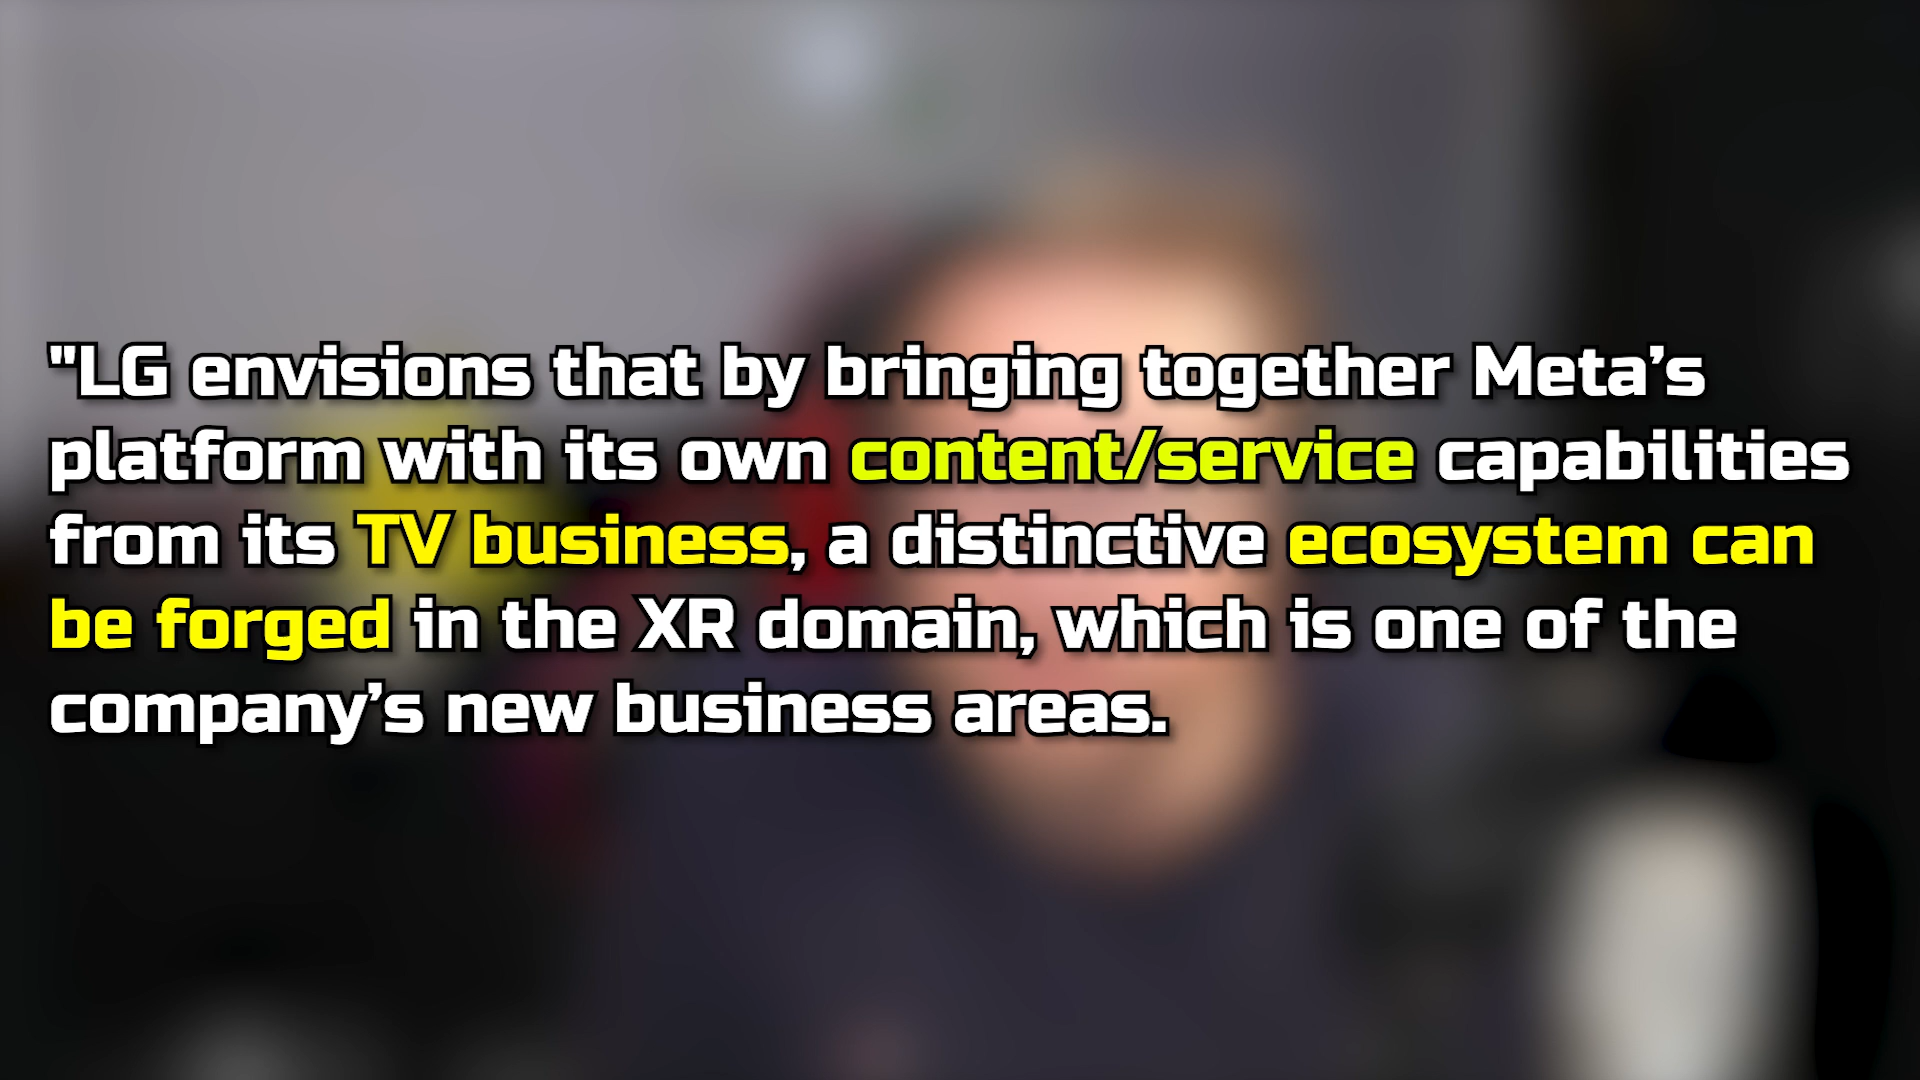 "LG envisions that by bringing together Meta’s
platform with its own content/service capabilities
from its TV business, a distinctive ecosystem can
be forged in the XR domain, which is one of the
company’s new business areas.